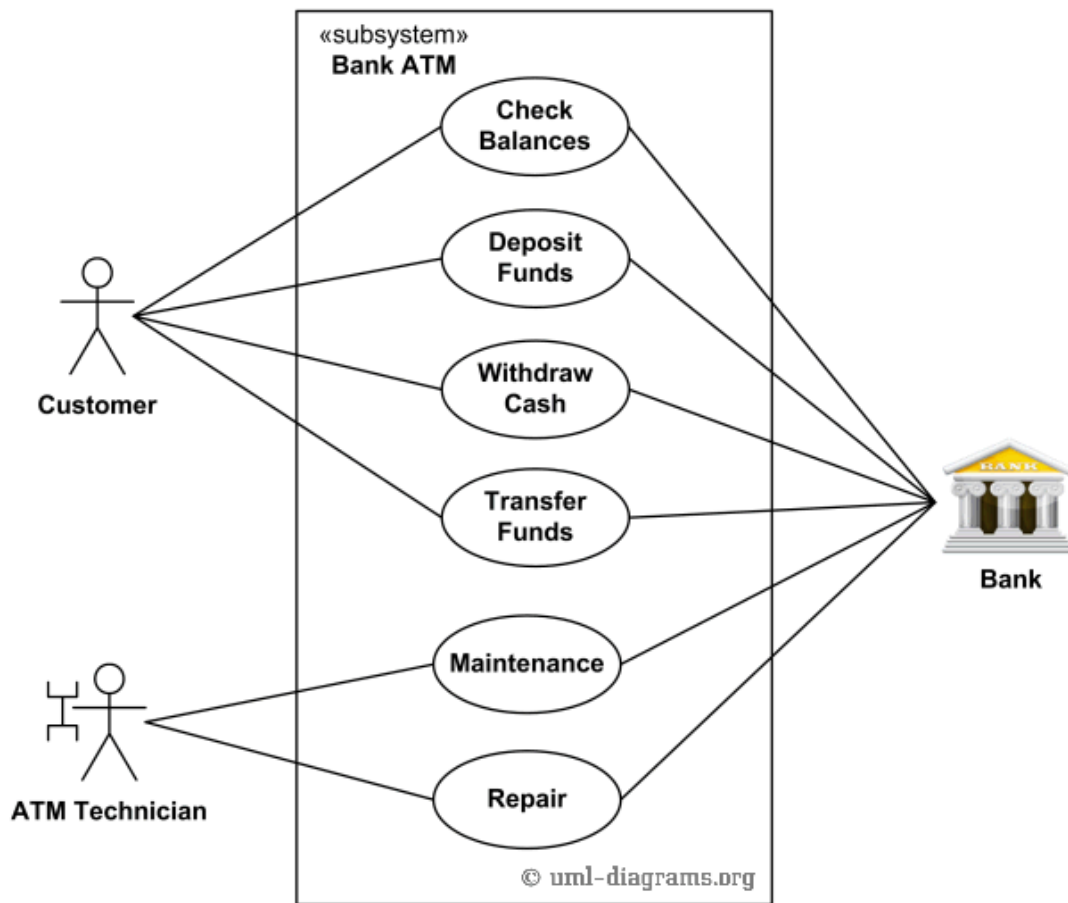 «subsystem»
Bank ATM
Check
Balances
Deposit
Funds
Customer
Withdraw
Cash
Transfer
Funds
BANK
Bank
Maintenance
ATM Technician
Repair
© uml-diagrams.org